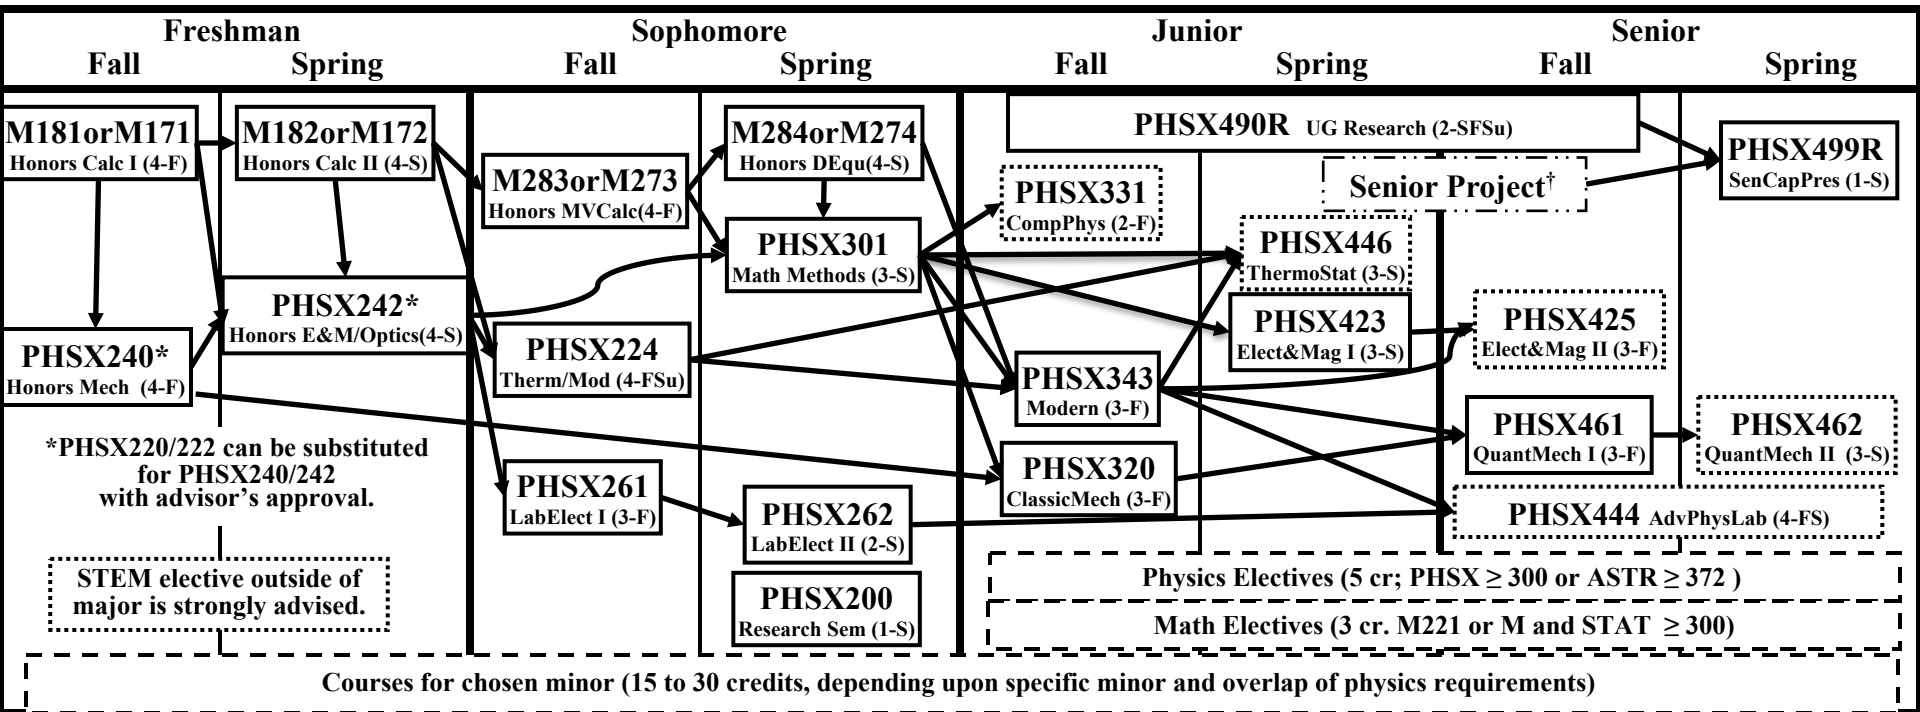 Freshman
Sophomore
Junior
Senior
Fall
Spring
Fall
Spring
Fall
Spring
Fall
Spring
M181orM171
Honors Calc I (4-F)
PHSX240*
Honors Mech (4-F)
*PHSX220/222 can be substituted
for PHSX240/242
with advisor’s approval.
STEM elective outside of
major is strongly advised.
M182orM172
Honors Calc II (4-S)
PHSX242*
Honors E&M/Optics(4-S)
M283orM273
Honors MVCalc(4-F)
PHSX224
Therm/Mod (4-FSu)
PHSX261
LabElect I (3-F)
M284orM274
Honors DEqu(4-S)
PHSX301
Math Methods (3-S)
PHSX262
LabElect II (2-S)
PHSX200
Research Sem (1-S)
PHSX490R UG Research (2-SFSu)
PHSX331
CompPhys (2-F)
PHSX343
Modern (3-F)
PHSX320
ClassicMech (3-F)
Senior Project†
PHSX446
ThermoStat (3-S)
PHSX423
Elect&Mag I (3-S)
PHSX425
Elect&Mag II (3-F)
PHSX461
QuantMech I (3-F)
PHSX499R
SenCapPres (1-S)
PHSX462
QuantMech II (3-S)
PHSX444 AdvPhysLab (4-FS)
Physics Electives (5 cr; PHSX ≥ 300 or ASTR ≥ 372 )
Math Electives (3 cr. M221 or M and STAT ≥ 300)
Courses for chosen minor (15 to 30 credits, depending upon specific minor and overlap of physics requirements)